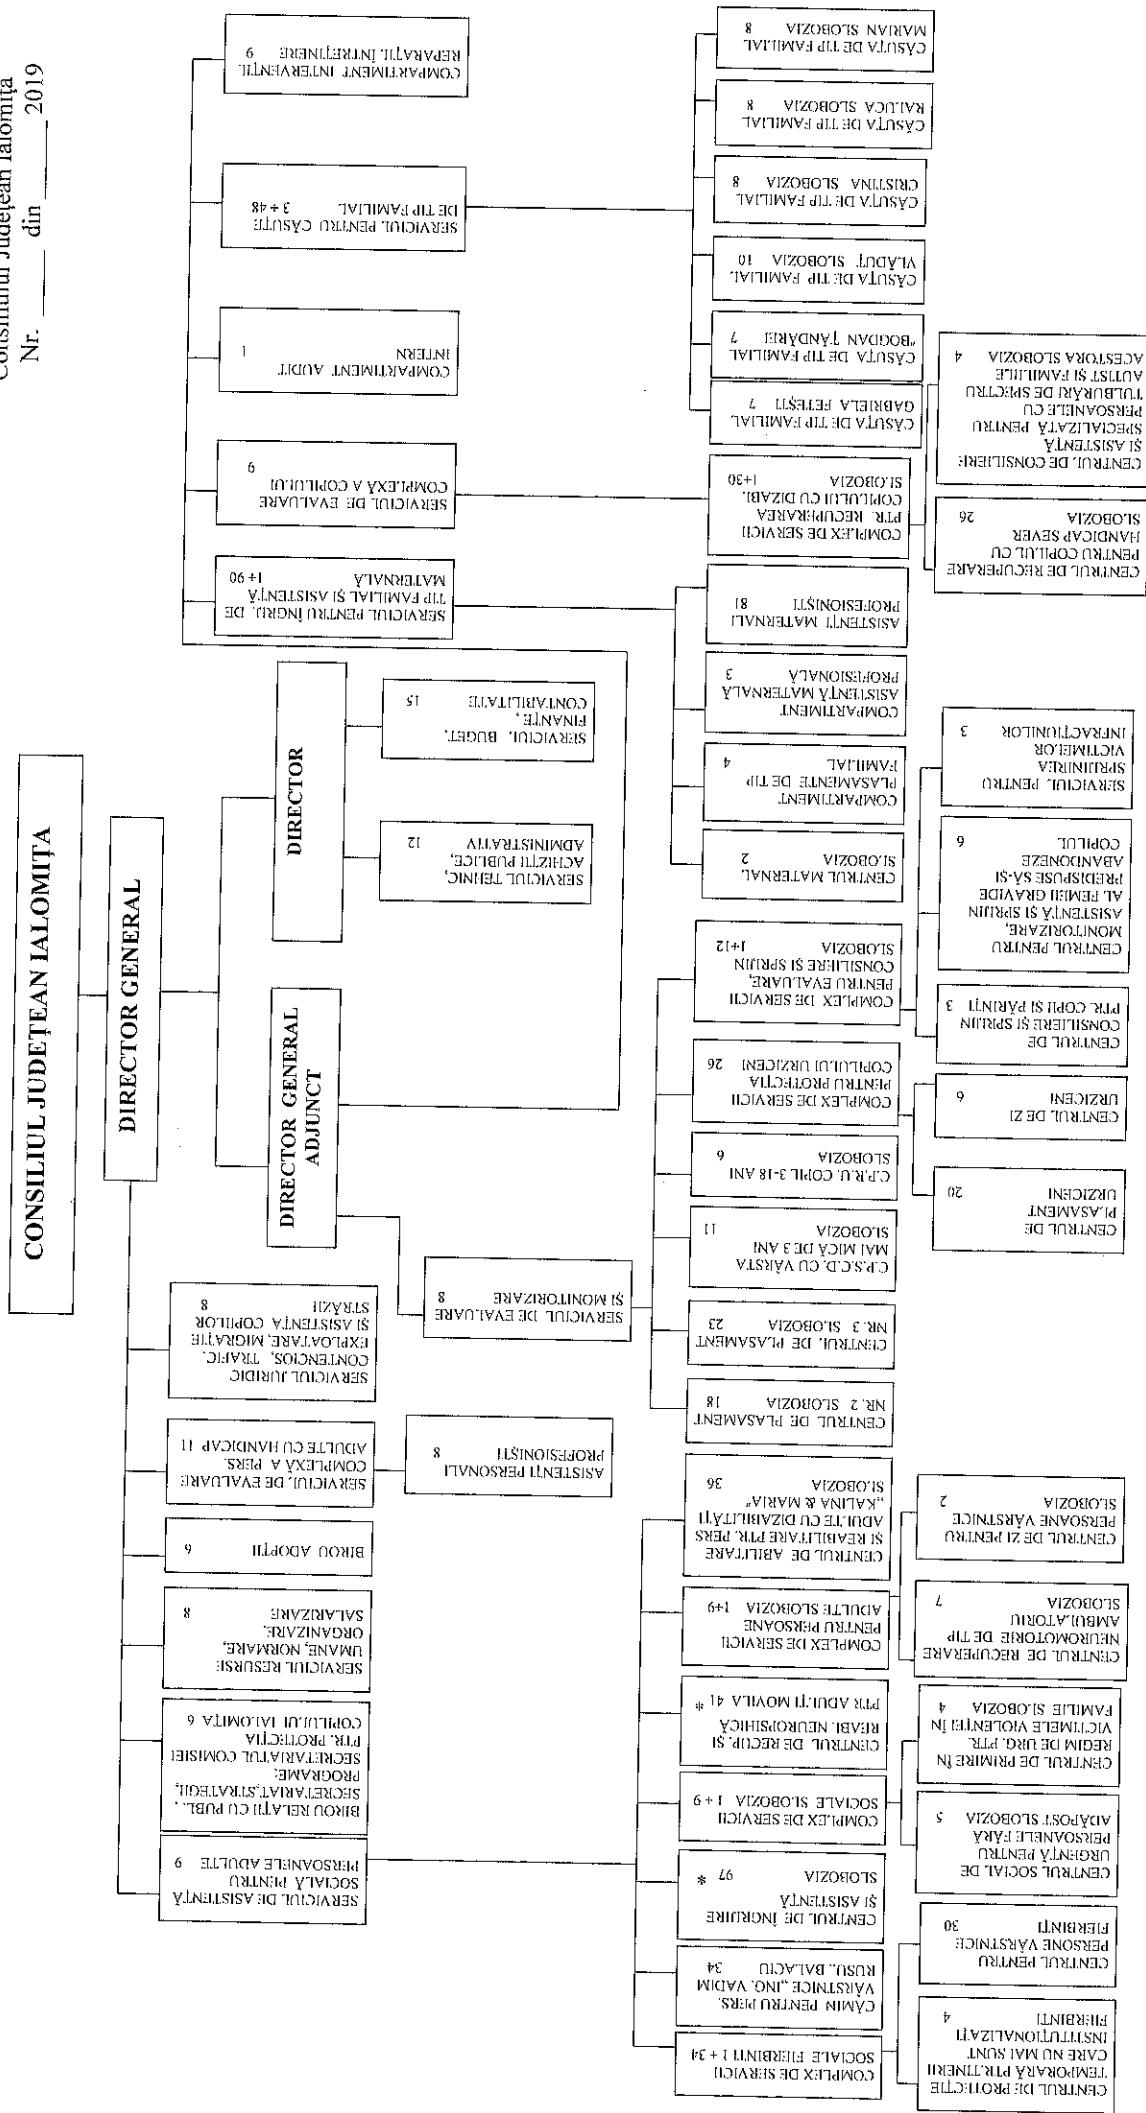 Consiliului Județean Ialomița
Nr. ____ din ____ 2019
CONSILIUL JUDEȚEAN IALOMIȚA
DIRECTOR GENERAL
DIRECTOR GENERAL
ADJUNCT
DIRECTOR
SERVICIUL DE ASISTENȚĂ
SOCIALĂ PENTRU
PERSOANELE ADULTE 9
BIROU RELAȚII CU PUBL.,
SECRETARIAT,STRATEGII,
PROGRAME;
SECRETARIATUL COMISIEI
PTR. PROTECȚIA
COPILULUI IALOMIȚA 6
SERVICIUL RESURSE
UMANE, NORMARE,
ORGANIZARE,
SALARIZARE 8
BIROU ADOPȚII 6
SERVICIUL DE EVALUARE
COMPLEXĂ A PERS.
ADULTE CU HANDICAP 11
SERVICIUL JURIDIC
CONTENCIOS, TRAFIC,
EXPLOATARE, MIGRAȚIE
ȘI ASISTENȚA COPIILOR
STRĂZII 8
ASISTENȚI PERSONALI
PROFESIONIȘTI 8
SERVICIUL DE EVALUARE
ȘI MONITORIZARE 8
SERVICIUL TEHNIC,
ACHIZIȚII PUBLICE,
ADMINISTRATIV 12
SERVICIUL BUGET,
FINANȚE,
CONTABILITATE 15
SERVICIUL PENTRU ÎNGRIJ. DE
TIP FAMILIAL ȘI ASISTENȚĂ
MATERNALĂ 1+90
SERVICIUL DE EVALUARE
COMPLEXĂ A COPILULUI
9
COMPARTIMENT AUDIT
INTERN 1
SERVICIUL PENTRU CĂSUȚE
DE TIP FAMILIAL 3+48
COMPARTIMENT INTERVENȚII,
REPARAȚII, ÎNTREȚINERE 9
COMPLEX DE SERVICII
SOCIALE FIERBINȚI 1 + 34
CĂMIN PENTRU PERS.
VÂRSTNICE „ING. VADIM
RUSU„ BALACIU 34
CENTRUL DE ÎNGRIJIRE
ȘI ASISTENȚĂ
SLOBOZIA 97 *
COMPLEX DE SERVICII
SOCIALE SLOBOZIA 1 + 9
CENTRUL DE RECUP. ȘI
REABI. NEUROPSIHICĂ
PTR ADULȚI MOVILA 41 *
COMPLEX DE SERVICII
PENTRU PERSOANE
ADULTE SLOBOZIA 1+9
CENTRUL DE ABILITARE
ȘI REABILITARE PTR. PERS
ADULTE CU DIZABILITĂȚI
„KALINA & MARIA”
SLOBOZIA 36
CENTRUL DE PLASAMENT
NR. 2 SLOBOZIA 18
CENTRUL DE PLASAMENT
NR. 3 SLOBOZIA 23
C.P.S.C.D. CU VÂRSTA
MAI MICĂ DE 3 ANI
SLOBOZIA 11
C.P.R.U. COPIL 3-18 ANI
SLOBOZIA 6
COMPLEX DE SERVICII
PENTRU PROTECȚIA
COPILULUI URZICENI 26
COMPLEX DE SERVICII
PENTRU EVALUARE,
CONSILIERE ȘI SPRIJIN
SLOBOZIA 1+12
CENTRUL MATERNAL
SLOBOZIA 2
COMPARTIMENT
PLASAMENTE DE TIP
FAMILIAL 4
COMPARTIMENT
ASISTENȚĂ MATERNALĂ
PROFESIONALĂ 3
ASISTENȚI MATERNALI
PROFESIONIȘTI 81
COMPLEX DE SERVICII
PTR. RECUPERAREA
COPILULUI CU DIZABI.
SLOBOZIA 1+30
CĂSUȚA DE TIP FAMILIAL
GABRIELA FETEȘTI 7
CĂSUȚA DE TIP FAMILIAL
"BOGDAN ȚĂNDĂREI 7
CĂSUȚA DE TIP FAMILIAL
VLĂDUȚ SLOBOZIA 10
CĂSUȚA DE TIP FAMILIAL
CRISTINA SLOBOZIA 8
CĂSUȚA DE TIP FAMILIAL
RALUCA SLOBOZIA 8
CĂSUȚA DE TIP FAMILIAL
MARIAN SLOBOZIA 8
CENTRUL DE PROTECȚIE
TEMPORARĂ PTR.TINERII
CARE NU MAI SUNT
INSTITUȚIONALIZAȚI
FIERBINȚI 4
CENTRUL PENTRU
PERSONE VÂRSTNICE
FIERBINȚI 30
CENTRUL SOCIAL DE
URGENȚĂ PENTRU
PERSOANELE FĂRĂ
ADĂPOST SLOBOZIA 5
CENTRUL DE PRIMIRE ÎN
REGIM DE URG. PTR.
VICTIMELE VIOLENȚEI ÎN
FAMILIE SLOBOZIA 4
CENTRUL DE RECUPERARE
NEUROMOTORIE DE TIP
AMBULATORIU
SLOBOZIA 7
CENTRUL DE ZI PENTRU
PERSOANE VÂRSTNICE
SLOBOZIA 2
CENTRUL DE
PLASAMENT
URZICENI 20
CENTRUL DE ZI
URZICENI 6
CENTRUL DE
CONSILIERE ȘI SPRIJIN
PTR. COPII ȘI PĂRINȚI 3
CENTRUL PENTRU
MONITORIZARE,
ASISTENȚĂ ȘI SPRIJIN
AL FEMEII GRAVIDE
PREDISPUSE SĂ-ȘI
ABANDONEZE
COPILUL 6
SERVICIUL PENTRU
SPRIJINIREA
VICTIMELOR
INFRACȚIUNILOR 3
CENTRUL DE RECUPERARE
PENTRU COPILUL CU
HANDICAP SEVER
SLOBOZIA 26
CENTRUL DE CONSILIERE
ȘI ASISTENȚĂ
SPECIALIZATĂ PENTRU
PERSOANELE CU
TULBURĂRI DE SPECTRU
AUTIST ȘI FAMILIILE
ACESTORA SLOBOZIA 4